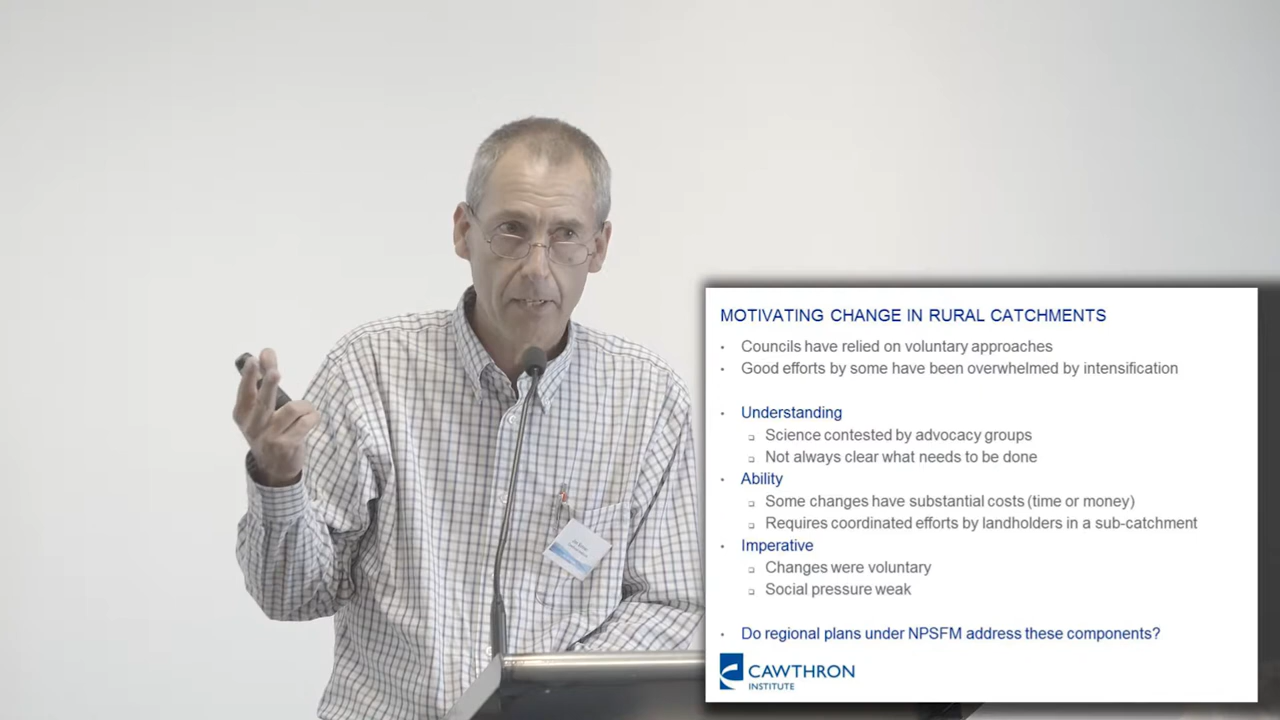 MOTIVATING CHANGE IN RURAL CATCHMENTS
• Councils have relied on voluntary approaches
• Good efforts by some have been overwhelmed by intensification
• Understanding
❑ Science contested by advocacy groups
❑ Not always clear what needs to be done
• Ability
❑ Some changes have substantial costs (time or money)
❑ Requires coordinated efforts by landholders in a sub-catchment
• Imperative
❑ Changes were voluntary
❑ Social pressure weak
• Do regional plans under NPSFM address these components?
CAWTHRON
INSTITUTE